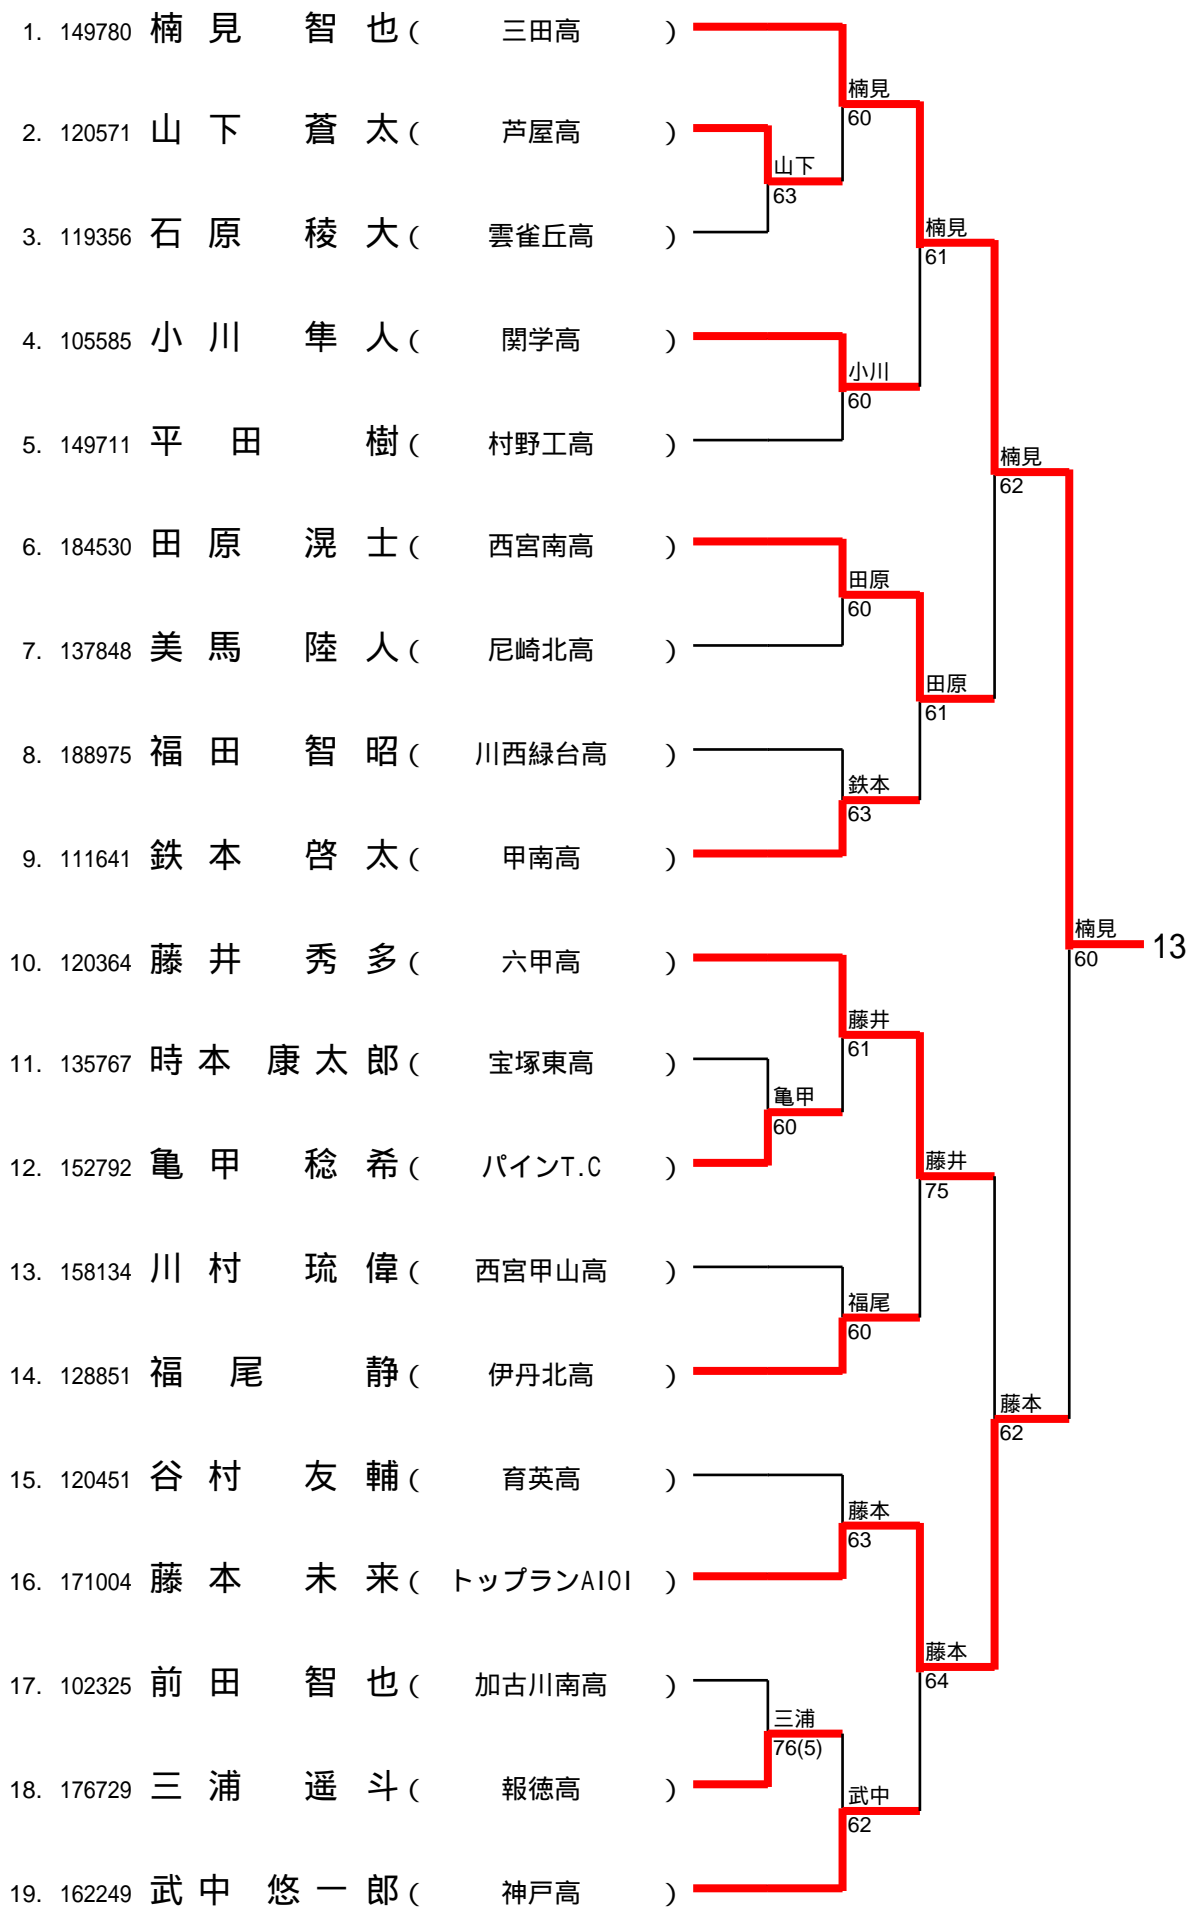 1. 149780 楠見 智也 ( 三田高 )
楠見
60
2. 120571 山下 蒼太 ( 芦屋高 )
山下
63
3. 119356 石原 稜大 ( 雲雀丘高 )
楠見
61
4. 105585 小川 隼人 ( 関学高 )
小川
60
5. 149711 平田 樹 ( 村野工高 )
楠見
62
6. 184530 田原 滉士 ( 西宮南高 )
田原
60
7. 137848 美馬 陸人 ( 尼崎北高 )
田原
61
8. 188975 福田 智昭 ( 川西緑台高 )
鉄本
63
9. 111641 鉄本 啓太 ( 甲南高 )
楠見
60
13
10. 120364 藤井 秀多 ( 六甲高 )
藤井
61
11. 135767 時本 康太郎 ( 宝塚東高 )
亀甲
60
12. 152792 亀甲 稔希 ( パインT.C )
藤井
75
13. 158134 川村 琉偉 ( 西宮甲山高 )
福尾
60
14. 128851 福尾 静 ( 伊丹北高 )
藤本
62
15. 120451 谷村 友輔 ( 育英高 )
藤本
63
16. 171004 藤本 未来 ( トップランAIOI )
藤本
64
17. 102325 前田 智也 ( 加古川南高 )
三浦
76(5)
18. 176729 三浦 遥斗 ( 報徳高 )
武中
62
19. 162249 武中 悠一郎 ( 神戸高 )